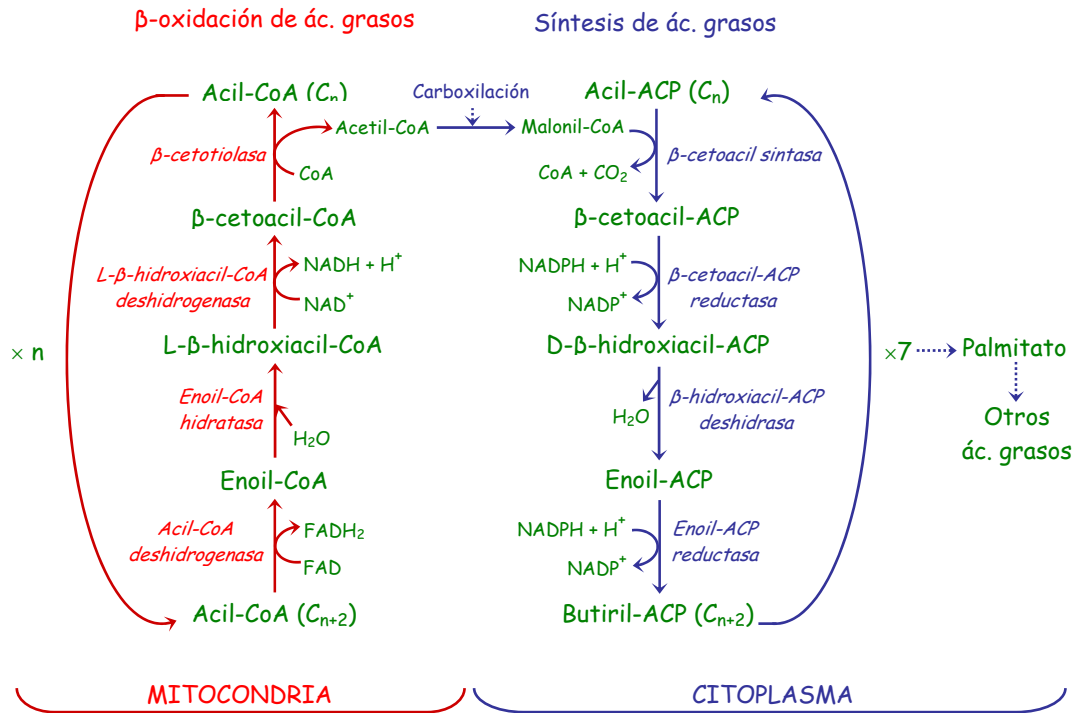 β-oxidación de ác. grasos
Síntesis de ác. grasos
Acil-CoA (Cn)
Carboxilación
Acil-ACP (Cn)
Acetil-CoA
Malonil-CoA
β-cetotiolasa
β-cetoacil sintasa
CoA
CoA + CO₂
β-cetoacil-CoA
β-cetoacil-ACP
L-β-hidroxiacil-CoA
deshidrogenasa
NADH + H⁺
NAD⁺
NADPH + H⁺
NADP⁺
β-cetoacil-ACP
reductasa
× n
L-β-hidroxiacil-CoA
D-β-hidroxiacil-ACP
×7
Palmitato
Enoil-CoA
hidratasa
H₂O
H₂O
β-hidroxiacil-ACP
deshidrasa
Otros
ác. grasos
Enoil-CoA
Enoil-ACP
Acil-CoA
deshidrogenasa
FADH₂
FAD
NADPH + H⁺
NADP⁺
Enoil-ACP
reductasa
Acil-CoA (Cn+2)
Butiril-ACP (Cn+2)
MITOCONDRIA
CITOPLASMA